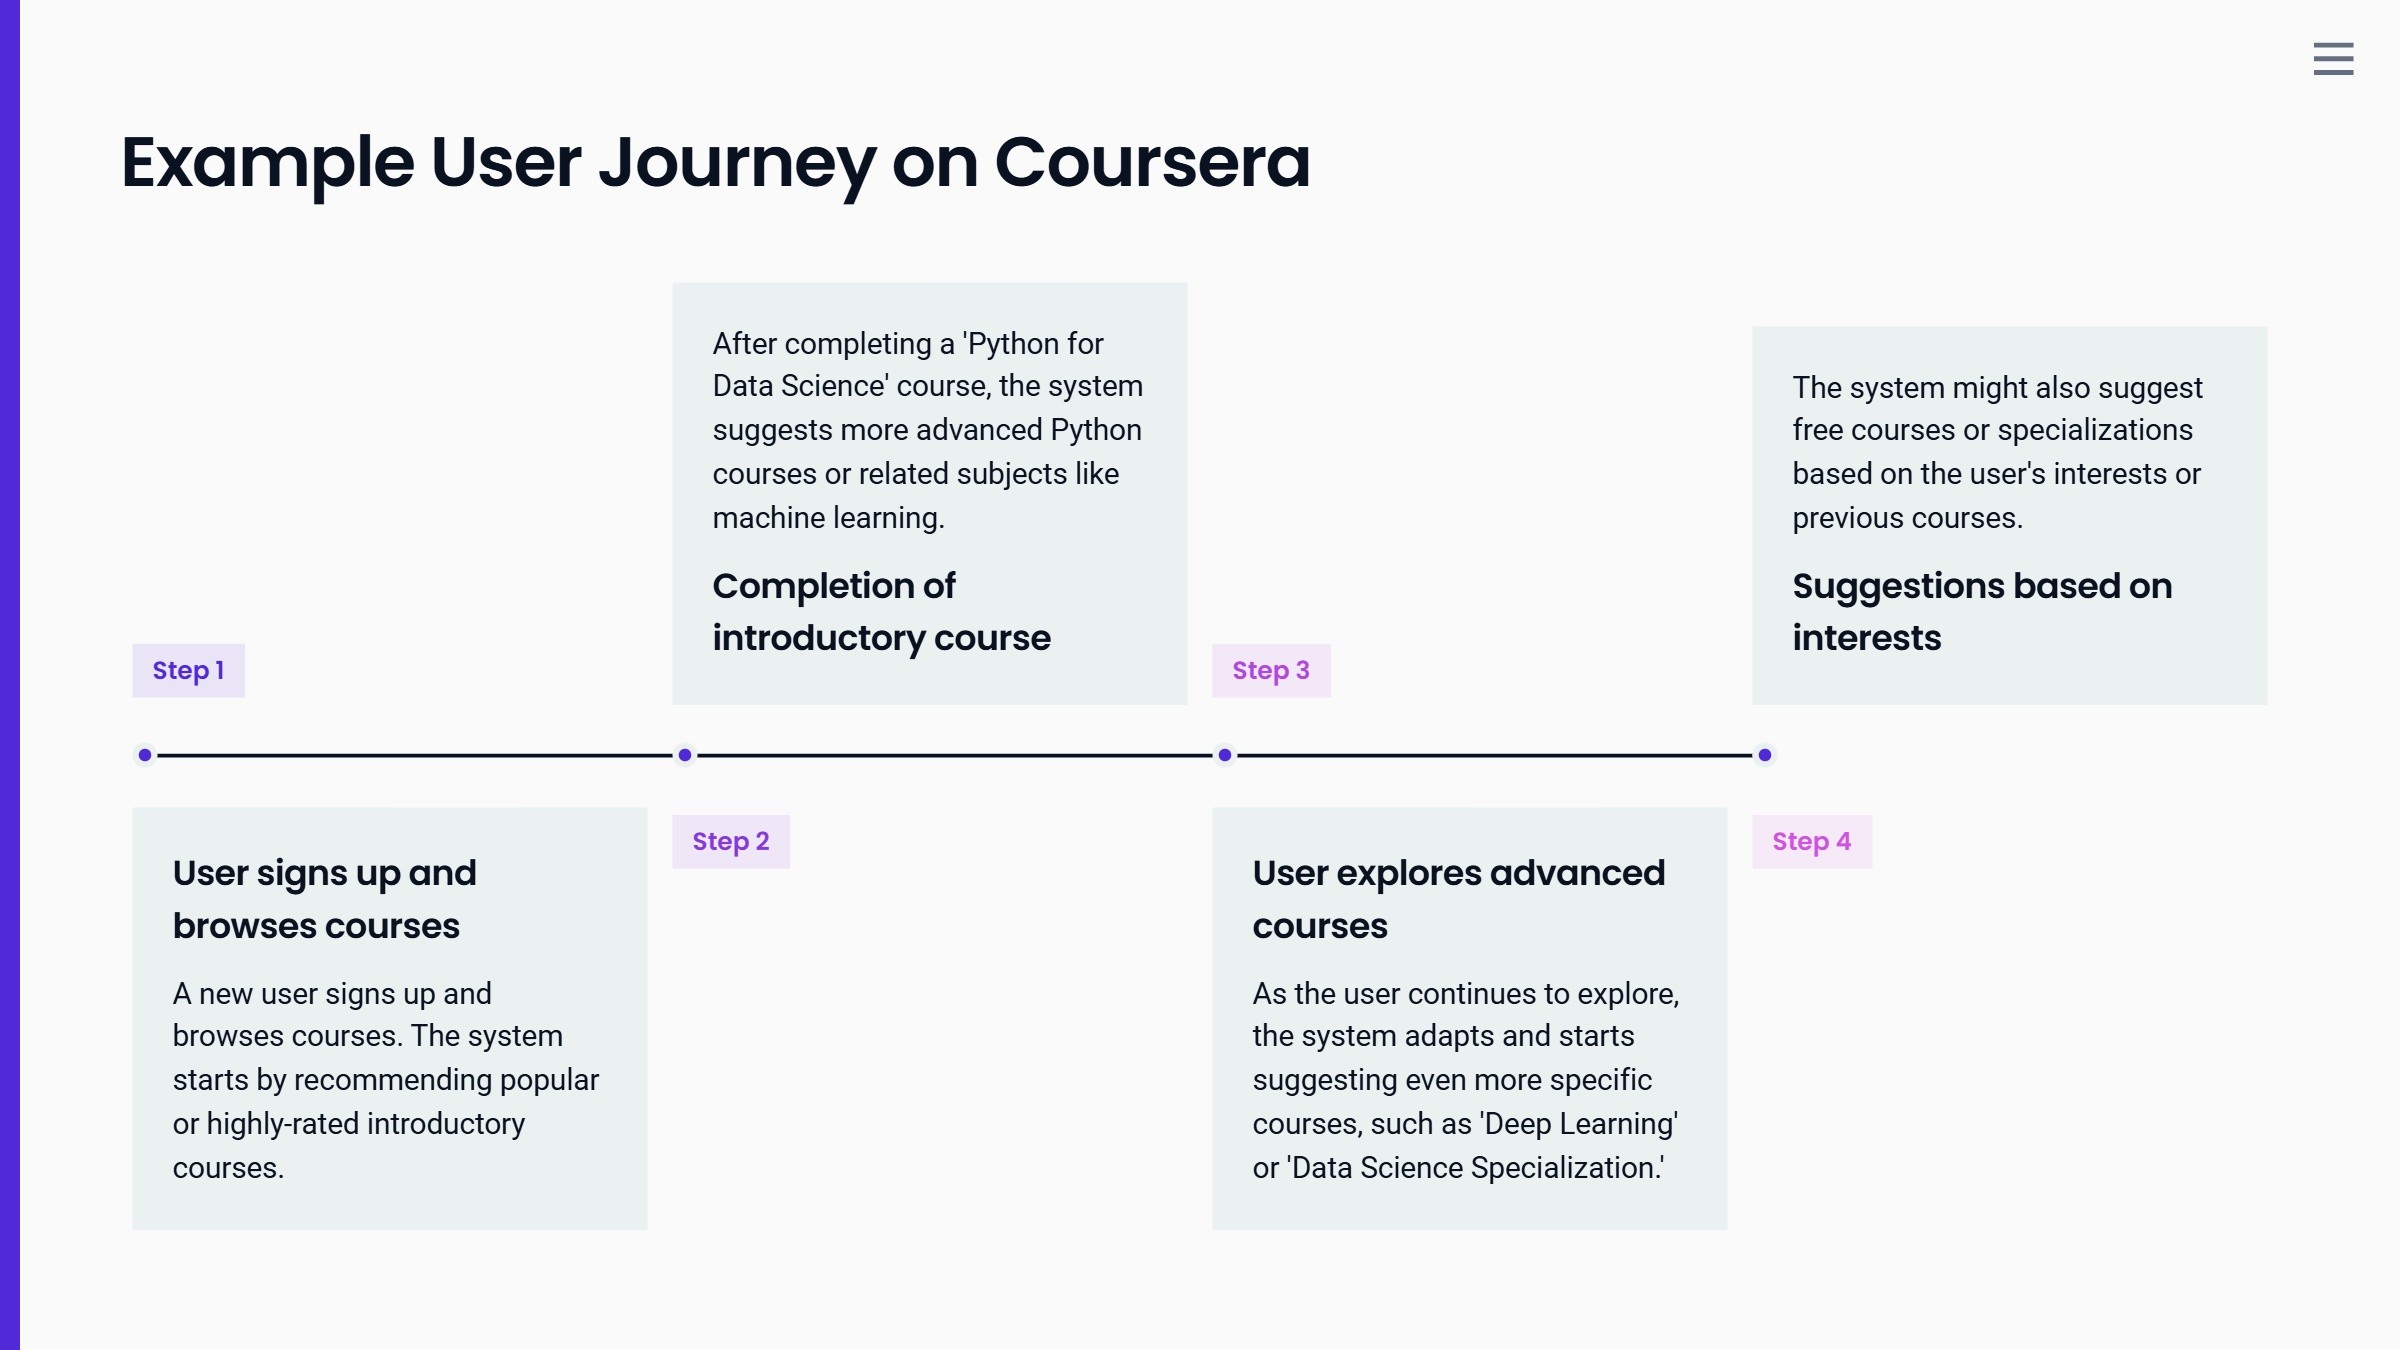 Example User Journey on Coursera
Step 1
User signs up and
browses courses
A new user signs up and
browses courses. The system
starts by recommending popular
or highly-rated introductory
courses.
After completing a 'Python for
Data Science' course, the system
suggests more advanced Python
courses or related subjects like
machine learning.
Completion of
introductory course
Step 2
Step 3
User explores advanced
courses
As the user continues to explore,
the system adapts and starts
suggesting even more specific
courses, such as 'Deep Learning'
or 'Data Science Specialization.'
The system might also suggest
free courses or specializations
based on the user's interests or
previous courses.
Suggestions based on
interests
Step 4